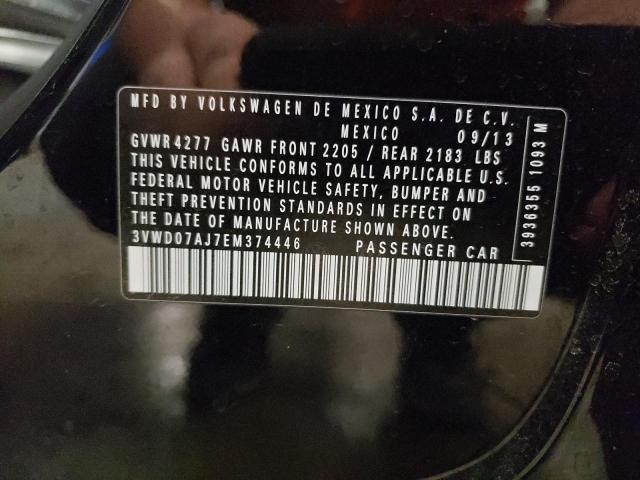 MFD BY VOLKSWAGEN DE MEXICO S.A. DE C.V.
MEXICO 09/13
GVWR 4277 GAWR FRONT 2205 / REAR 2183 LBS
THIS VEHICLE CONFORMS TO ALL APPLICABLE U.S.
FEDERAL MOTOR VEHICLE SAFETY, BUMPER AND
THEFT PREVENTION STANDARDS IN EFFECT ON
THE DATE OF MANUFACTURE SHOWN ABOVE.
3VWD07AJ7EM374446 PASSENGER CAR
3936355 1093 M